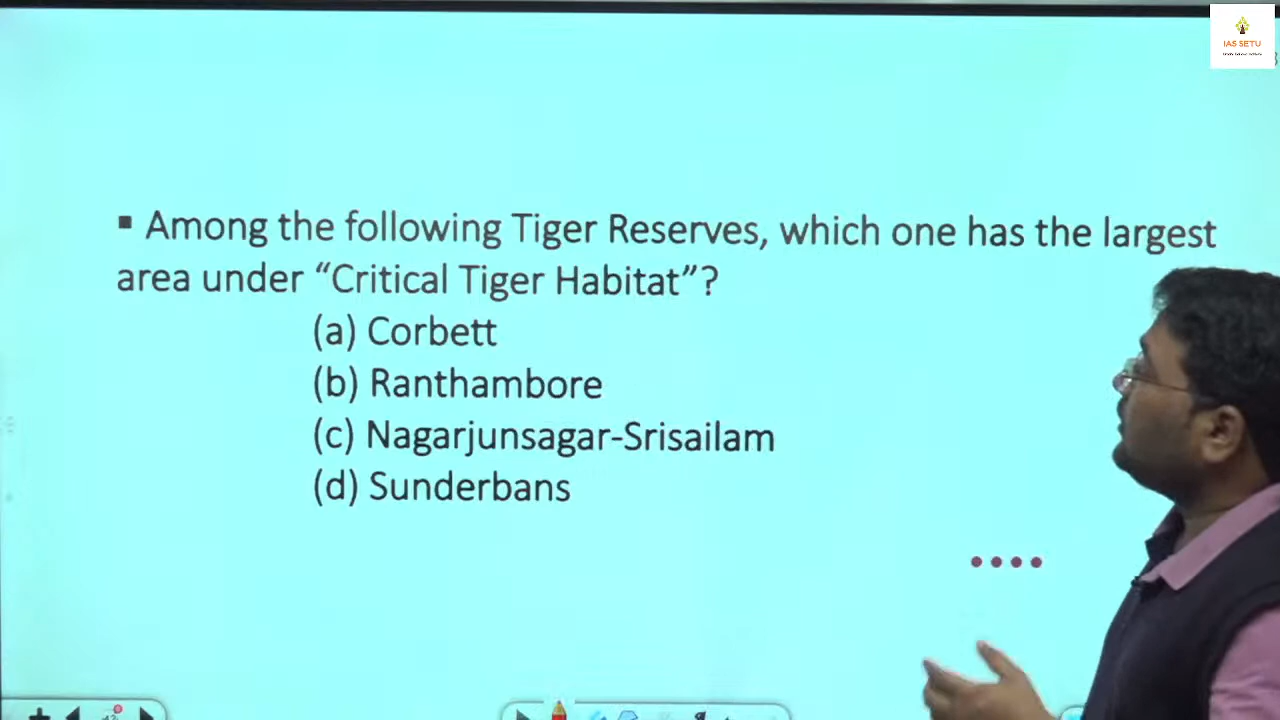 IAS SETU
▪ Among the following Tiger Reserves, which one has the largest
area under “Critical Tiger Habitat”?
(a) Corbett
(b) Ranthambore
(c) Nagarjunsagar-Srisailam
(d) Sunderbans